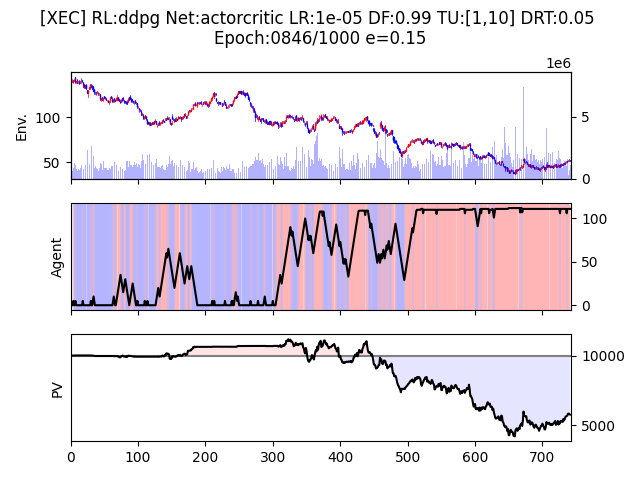 [XEC] RL:ddpg Net:actorcritic LR:1e-05 DF:0.99 TU:[1,10] DRT:0.05
Epoch:0846/1000 e=0.15
1e6
Env.
100
50
5
0
Agent
100
50
0
PV
10000
5000
0 100 200 300 400 500 600 700